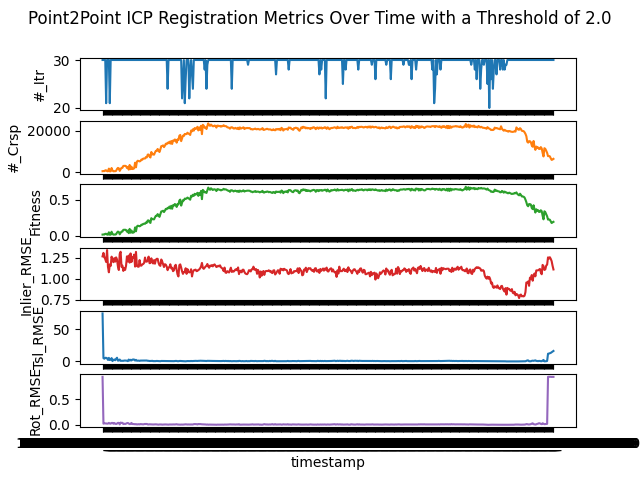 Point2Point ICP Registration Metrics Over Time with a Threshold of 2.0
30
20
#_Itr
20000
0
#_Crsp
0.5
0.0
Fitness
1.25
1.00
0.75
Inlier_RMSE
50
0
Tsl_RMSE
0.5
0.0
Rot_RMSE
timestamp